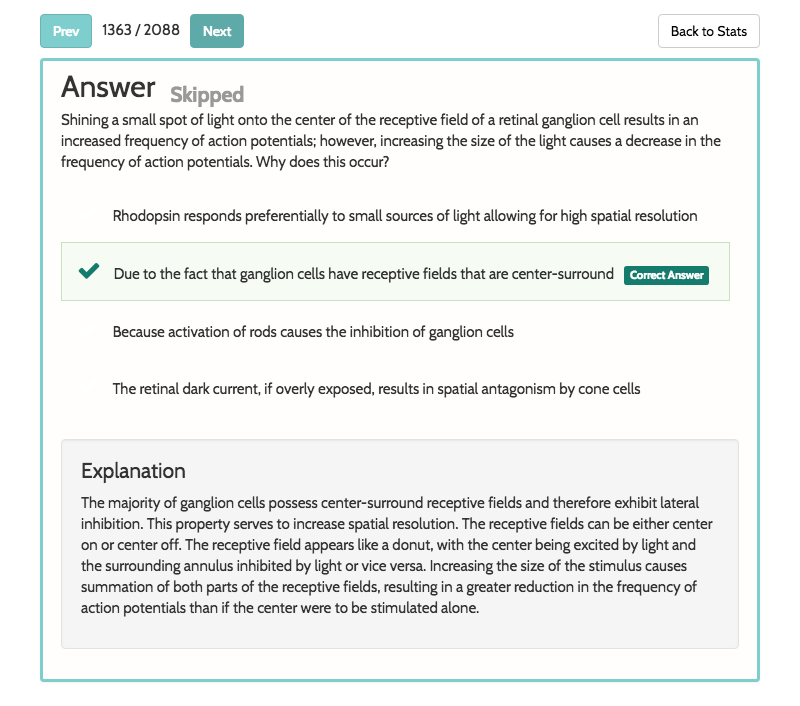 Prev 1363 / 2088 Next Back to Stats
Answer Skipped
Shining a small spot of light onto the center of the receptive field of a retinal ganglion cell results in an
increased frequency of action potentials; however, increasing the size of the light causes a decrease in the
frequency of action potentials. Why does this occur?
Rhodopsin responds preferentially to small sources of light allowing for high spatial resolution
Due to the fact that ganglion cells have receptive fields that are center-surround Correct Answer
Because activation of rods causes the inhibition of ganglion cells
The retinal dark current, if overly exposed, results in spatial antagonism by cone cells
Explanation
The majority of ganglion cells possess center-surround receptive fields and therefore exhibit lateral
inhibition. This property serves to increase spatial resolution. The receptive fields can be either center
on or center off. The receptive field appears like a donut, with the center being excited by light and
the surrounding annulus inhibited by light or vice versa. Increasing the size of the stimulus causes
summation of both parts of the receptive fields, resulting in a greater reduction in the frequency of
action potentials than if the center were to be stimulated alone.